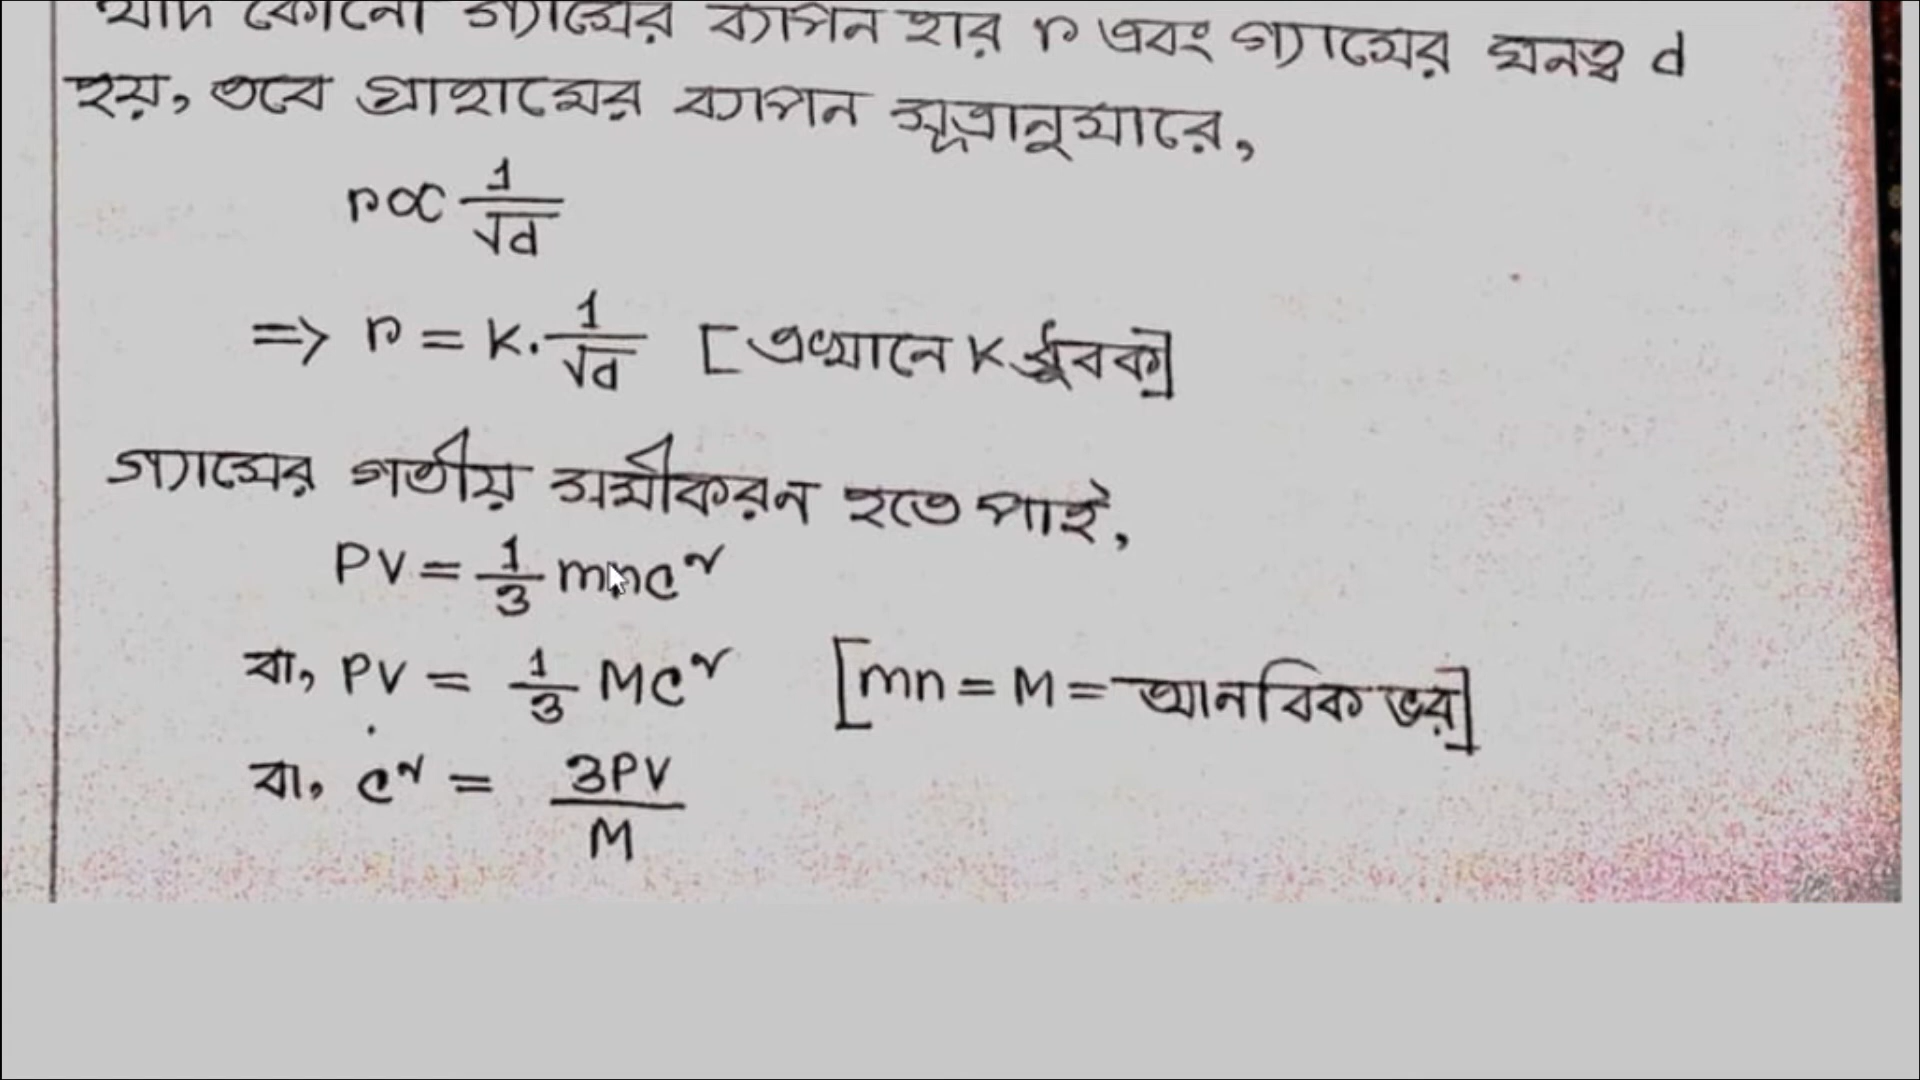 যদি কোনো গ্যাসের ব্যাপন হার r এবং গ্যাসের ঘনত্ব d
হয়, তবে গ্রাহামের ব্যাপন সূত্রানুসারে,
r ∝ 1/√d
=> r = K. 1/√d [এখানে K ধ্রুবক]
গ্যাসের গতীয় সমীকরন হতে পাই,
PV = 1/3 mnc²
বা, PV = 1/3 MC² [mn = M = আনবিক ভর]
বা, c² = 3PV/M